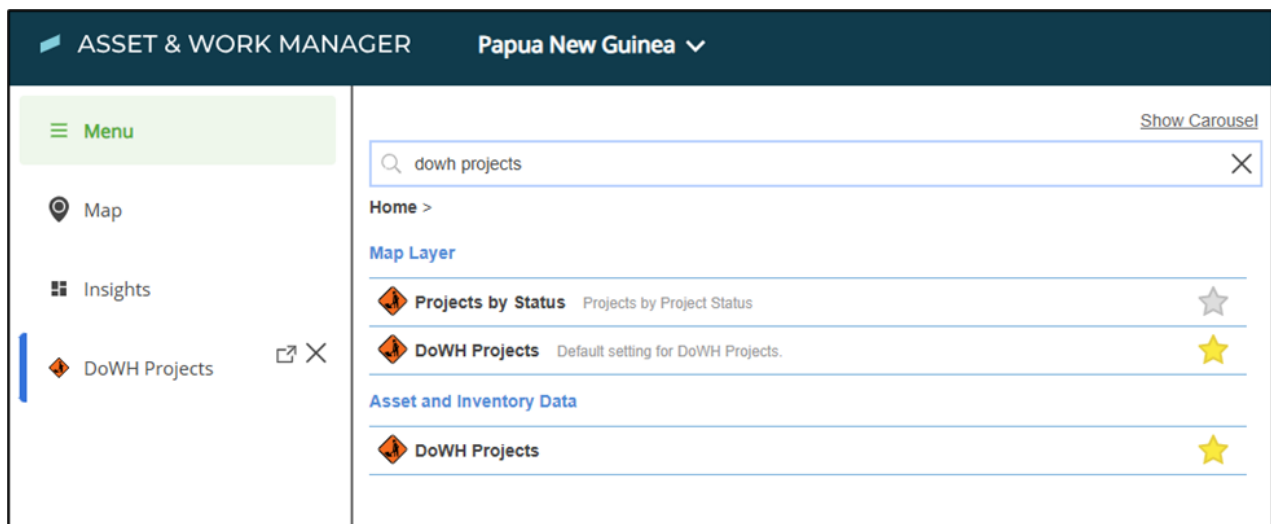 ASSET & WORK MANAGER
Papua New Guinea
Menu
Map
Insights
DoWH Projects
Show Carousel
dowh projects
Home >
Map Layer
Projects by Status Projects by Project Status
DoWH Projects Default setting for DoWH Projects.
Asset and Inventory Data
DoWH Projects